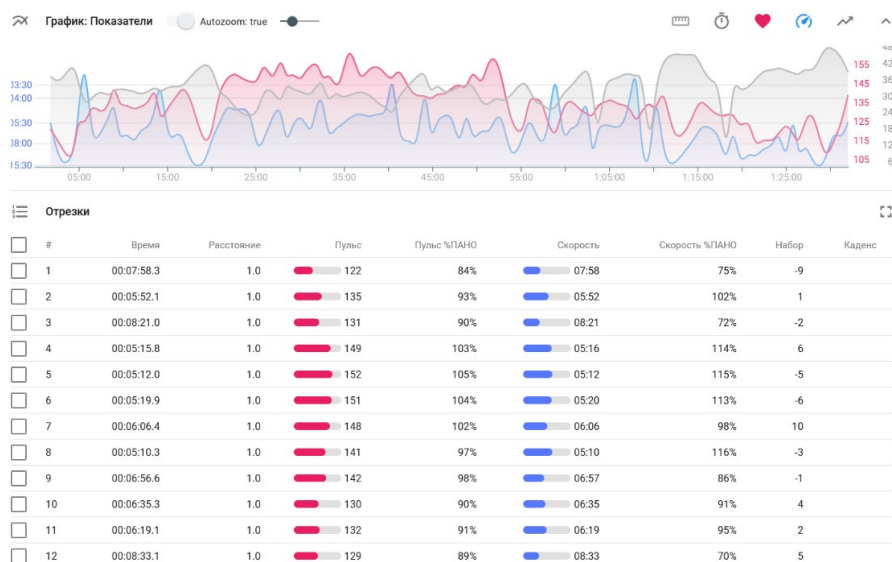 График: Показатели Autozoom: true
155
145
135
125
115
105
42
36
30
24
18
12
6
14:00
15:30
18:00
15:30
05:00 15:00 25:00 35:00 45:00 55:00 1:05:00 1:15:00 1:25:00
Отрезки
# Время Расстояние Пульс Пульс %ПАНО Скорость Скорость %ПАНО Набор Каденс
1 00:07:58.3 1.0 122 84% 07:58 75% -9
2 00:05:52.1 1.0 135 93% 05:52 102% 1
3 00:08:21.0 1.0 131 90% 08:21 72% -2
4 00:05:15.8 1.0 149 103% 05:16 114% 6
5 00:05:12.0 1.0 152 105% 05:12 115% -5
6 00:05:19.9 1.0 151 104% 05:20 113% -6
7 00:06:06.4 1.0 148 102% 06:06 98% 10
8 00:05:10.3 1.0 141 97% 05:10 116% -3
9 00:06:56.6 1.0 142 98% 06:57 86% -1
10 00:06:35.3 1.0 130 90% 06:35 91% 4
11 00:06:19.1 1.0 132 91% 06:19 95% 2
12 00:08:33.1 1.0 129 89% 08:33 70% 5